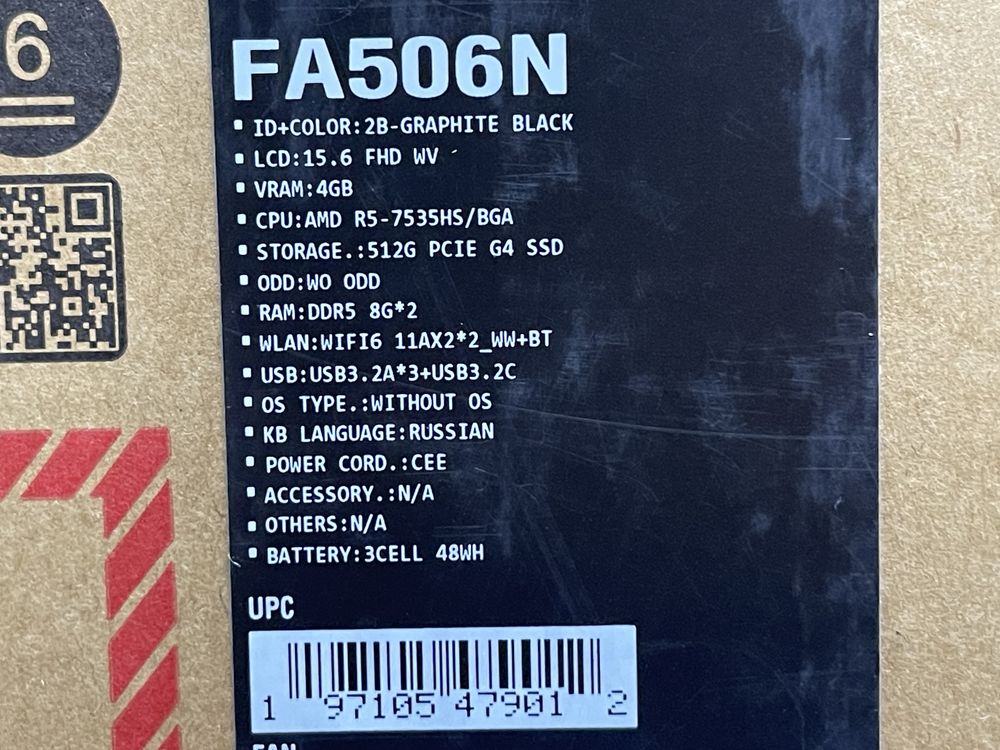 6
FA506N
ID+COLOR:2B-GRAPHITE BLACK
LCD:15.6 FHD WV
VRAM:4GB
CPU:AMD R5-7535HS/BGA
STORAGE.:512G PCIE G4 SSD
ODD:WO ODD
RAM:DDR5 8G*2
WLAN:WIFI6 11AX2*2_WW+BT
USB:USB3.2A*3+USB3.2C
OS TYPE.:WITHOUT OS
KB LANGUAGE:RUSSIAN
POWER CORD.:CEE
ACCESSORY.:N/A
OTHERS:N/A
BATTERY:3CELL 48WH
UPC
1 97105 47901 2
EAN